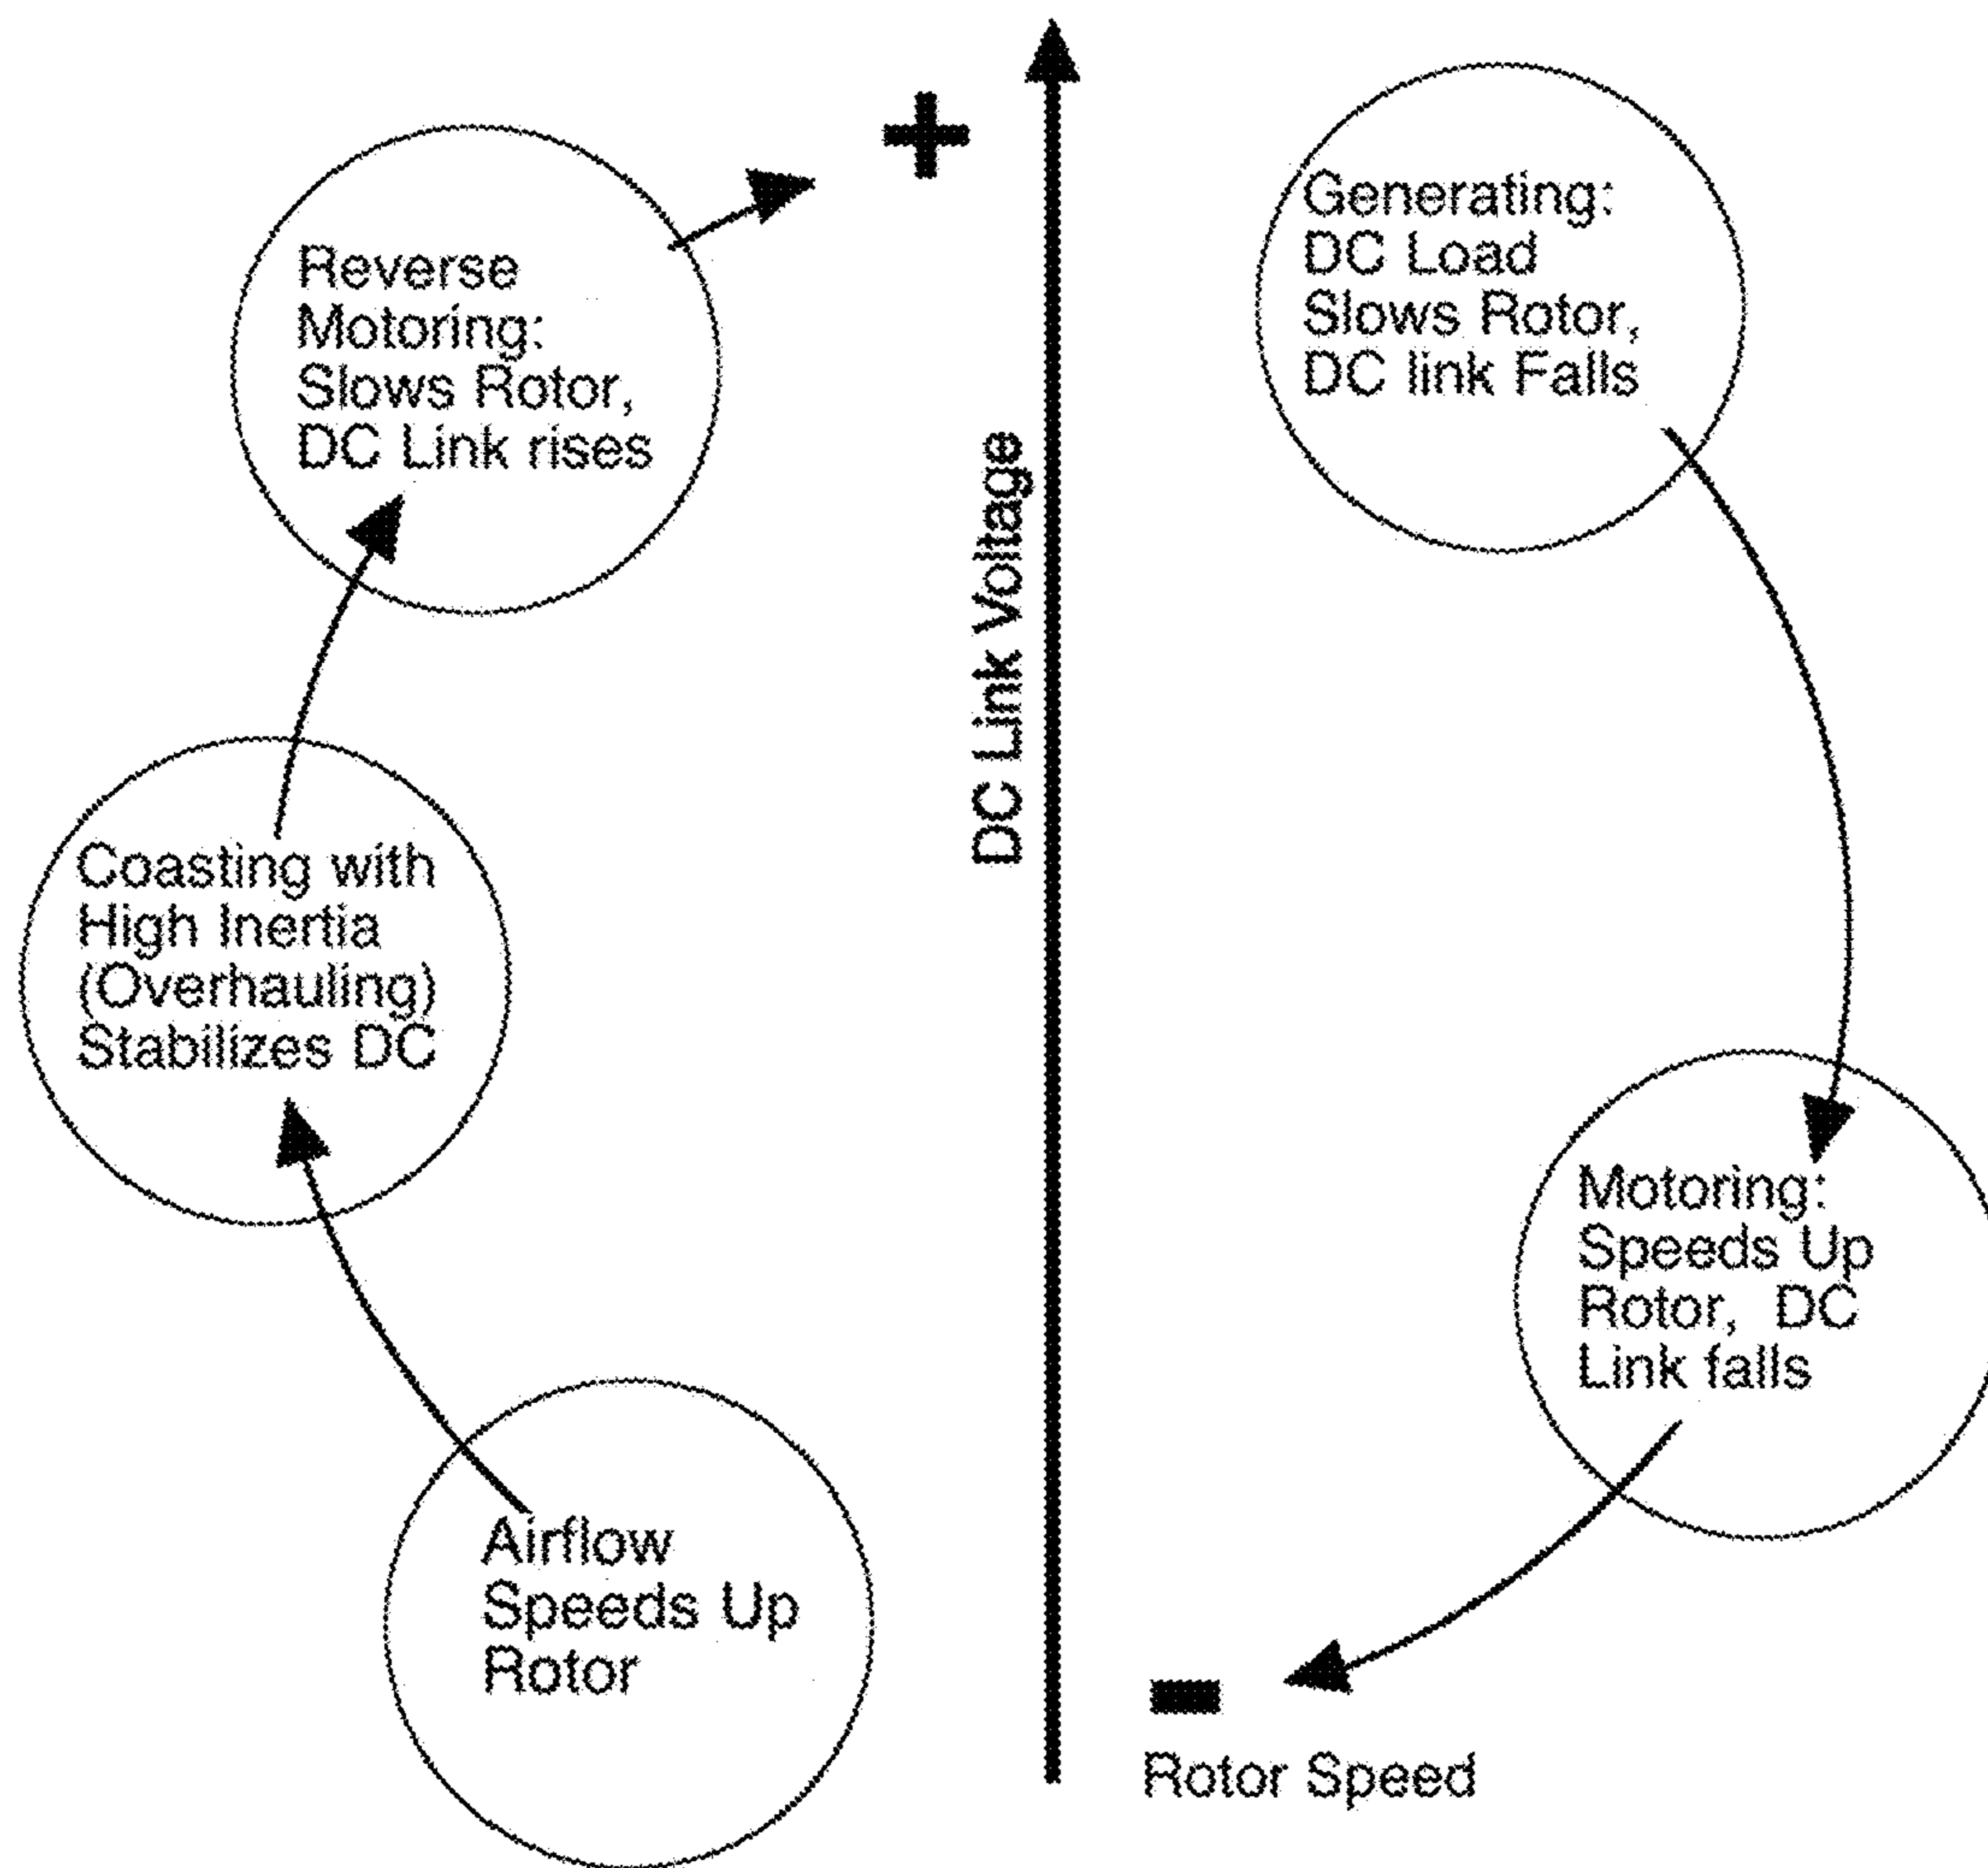 +
Reverse
Motoring:
Slows Rotor,
DC Link rises
Generating:
DC Load
Slows Rotor,
DC link Falls
DC Link Voltage
Coasting with
High Inertia
(Overhauling)
Stabilizes DC
Motoring:
Speeds Up
Rotor, DC
Link falls
Airflow
Speeds Up
Rotor
-
Rotor Speed